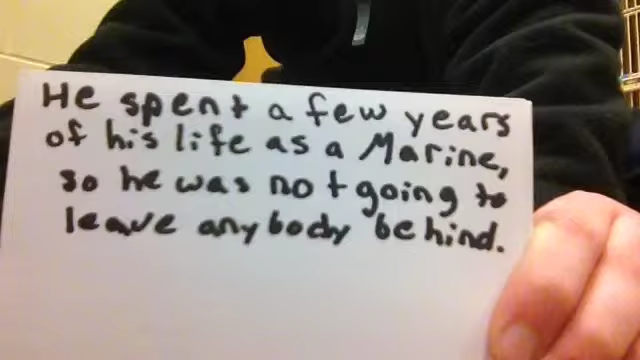 He spent a few years
of his life as a Marine,
so he was not going to
leave anybody behind.